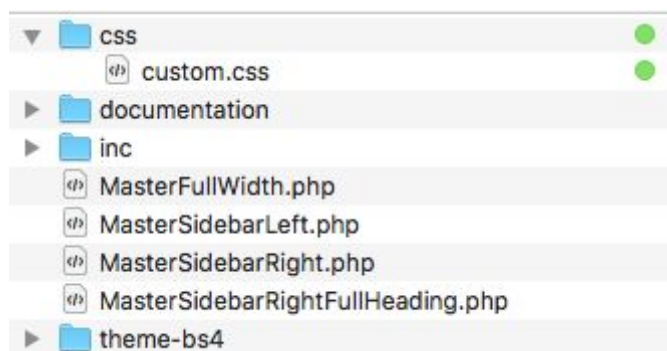 css
custom.css
documentation
inc
MasterFullWidth.php
MasterSidebarLeft.php
MasterSidebarRight.php
MasterSidebarRightFullHeading.php
theme-bs4